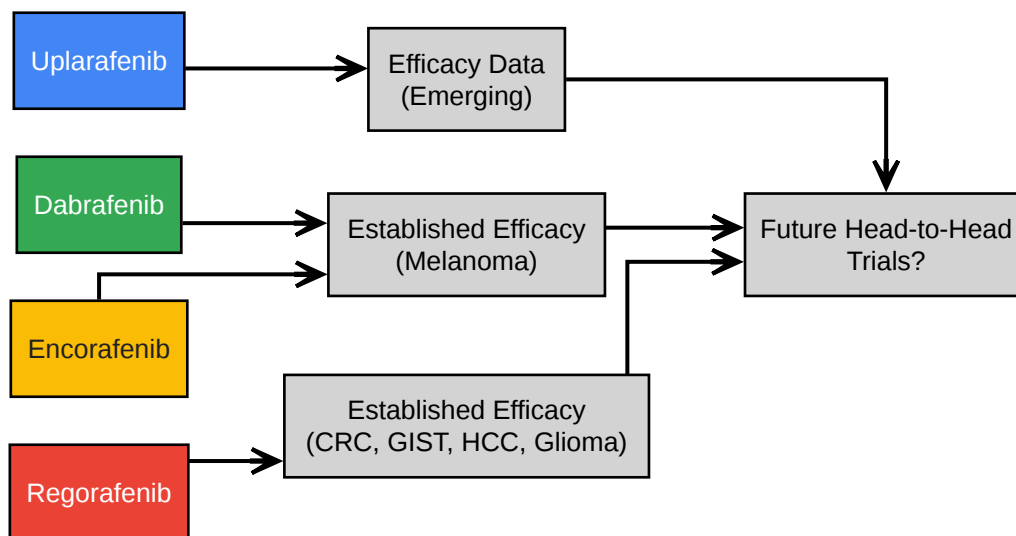 Uplarafenib
Efficacy Data
(Emerging)
Dabrafenib
Established Efficacy
(Melanoma)
Future Head-to-Head
Trials?
Encorafenib
Established Efficacy
(CRC, GIST, HCC, Glioma)
Regorafenib